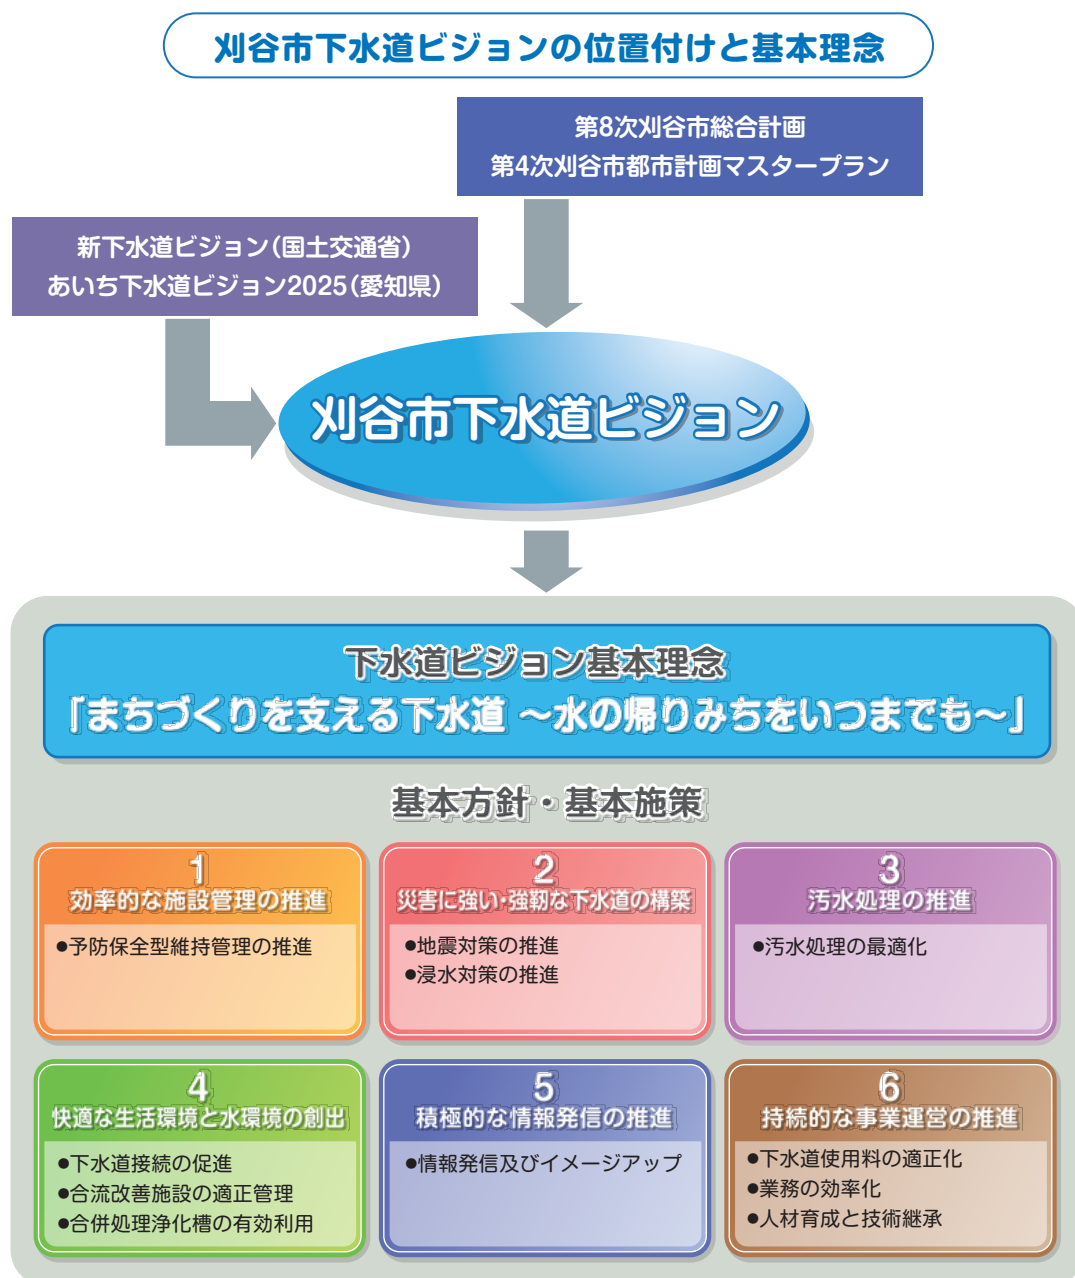 刈谷市下水道ビジョンの位置付けと基本理念
第8次刈谷市総合計画
第4次刈谷市都市計画マスタープラン
新下水道ビジョン(国土交通省)
あいち下水道ビジョン2025(愛知県)
刈谷市下水道ビジョン
下水道ビジョン基本理念
「まちづくりを支える下水道 ～水の帰りみちをいつまでも～」
基本方針・基本施策
1
効率的な施設管理の推進
●予防保全型維持管理の推進
2
災害に強い・強靭な下水道の構築
●地震対策の推進
●浸水対策の推進
3
汚水処理の推進
●汚水処理の最適化
4
快適な生活環境と水環境の創出
●下水道接続の促進
●合流改善施設の適正管理
●合併処理浄化槽の有効利用
5
積極的な情報発信の推進
●情報発信及びイメージアップ
6
持続的な事業運営の推進
●下水道使用料の適正化
●業務の効率化
●人材育成と技術継承